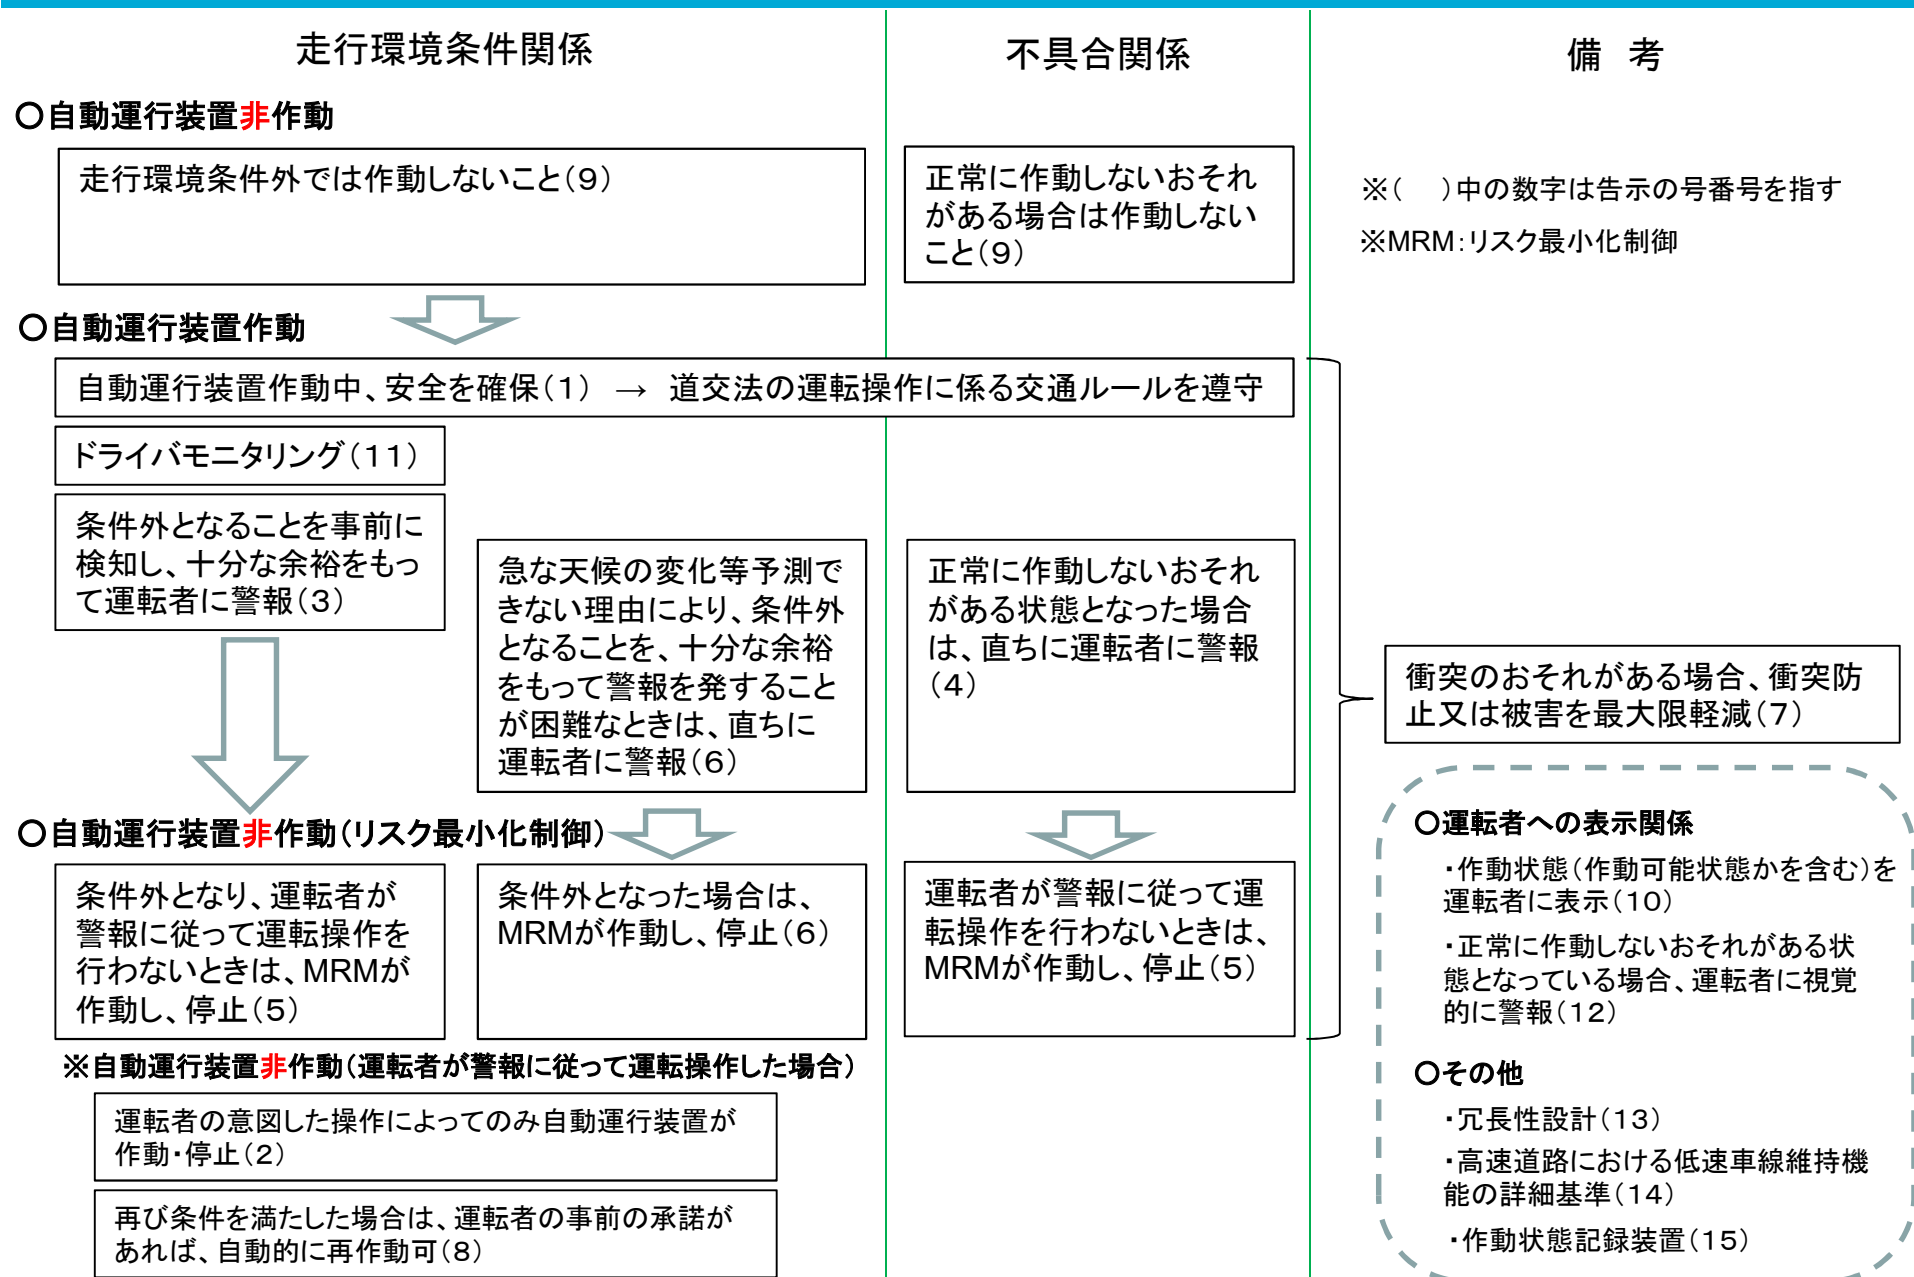 走行環境条件関係
不具合関係
備 考
○自動運行装置非作動
走行環境条件外では作動しないこと(9)
正常に作動しないおそれ
がある場合は作動しない
こと(9)
※( )中の数字は告示の号番号を指す
※MRM:リスク最小化制御
○自動運行装置作動
自動運行装置作動中、安全を確保(1) → 道交法の運転操作に係る交通ルールを遵守
ドライバモニタリング(11)
条件外となることを事前に
検知し、十分な余裕をもっ
て運転者に警報(3)
急な天候の変化等予測で
きない理由により、条件外
となることを、十分な余裕
をもって警報を発すること
が困難なときは、直ちに
運転者に警報(6)
正常に作動しないおそれ
がある状態となった場合
は、直ちに運転者に警報
(4)
衝突のおそれがある場合、衝突防
止又は被害を最大限軽減(7)
○自動運行装置非作動(リスク最小化制御)
条件外となり、運転者が
警報に従って運転操作を
行わないときは、MRMが
作動し、停止(5)
条件外となった場合は、
MRMが作動し、停止(6)
運転者が警報に従って運
転操作を行わないときは、
MRMが作動し、停止(5)
※自動運行装置非作動(運転者が警報に従って運転操作した場合)
運転者の意図した操作によってのみ自動運行装置が
作動・停止(2)
再び条件を満たした場合は、運転者の事前の承諾が
あれば、自動的に再作動可(8)
○運転者への表示関係
・作動状態(作動可能状態かを含む)を
運転者に表示(10)
・正常に作動しないおそれがある状
態となっている場合、運転者に視覚
的に警報(12)
○その他
・冗長性設計(13)
・高速道路における低速車線維持機
能の詳細基準(14)
・作動状態記録装置(15)